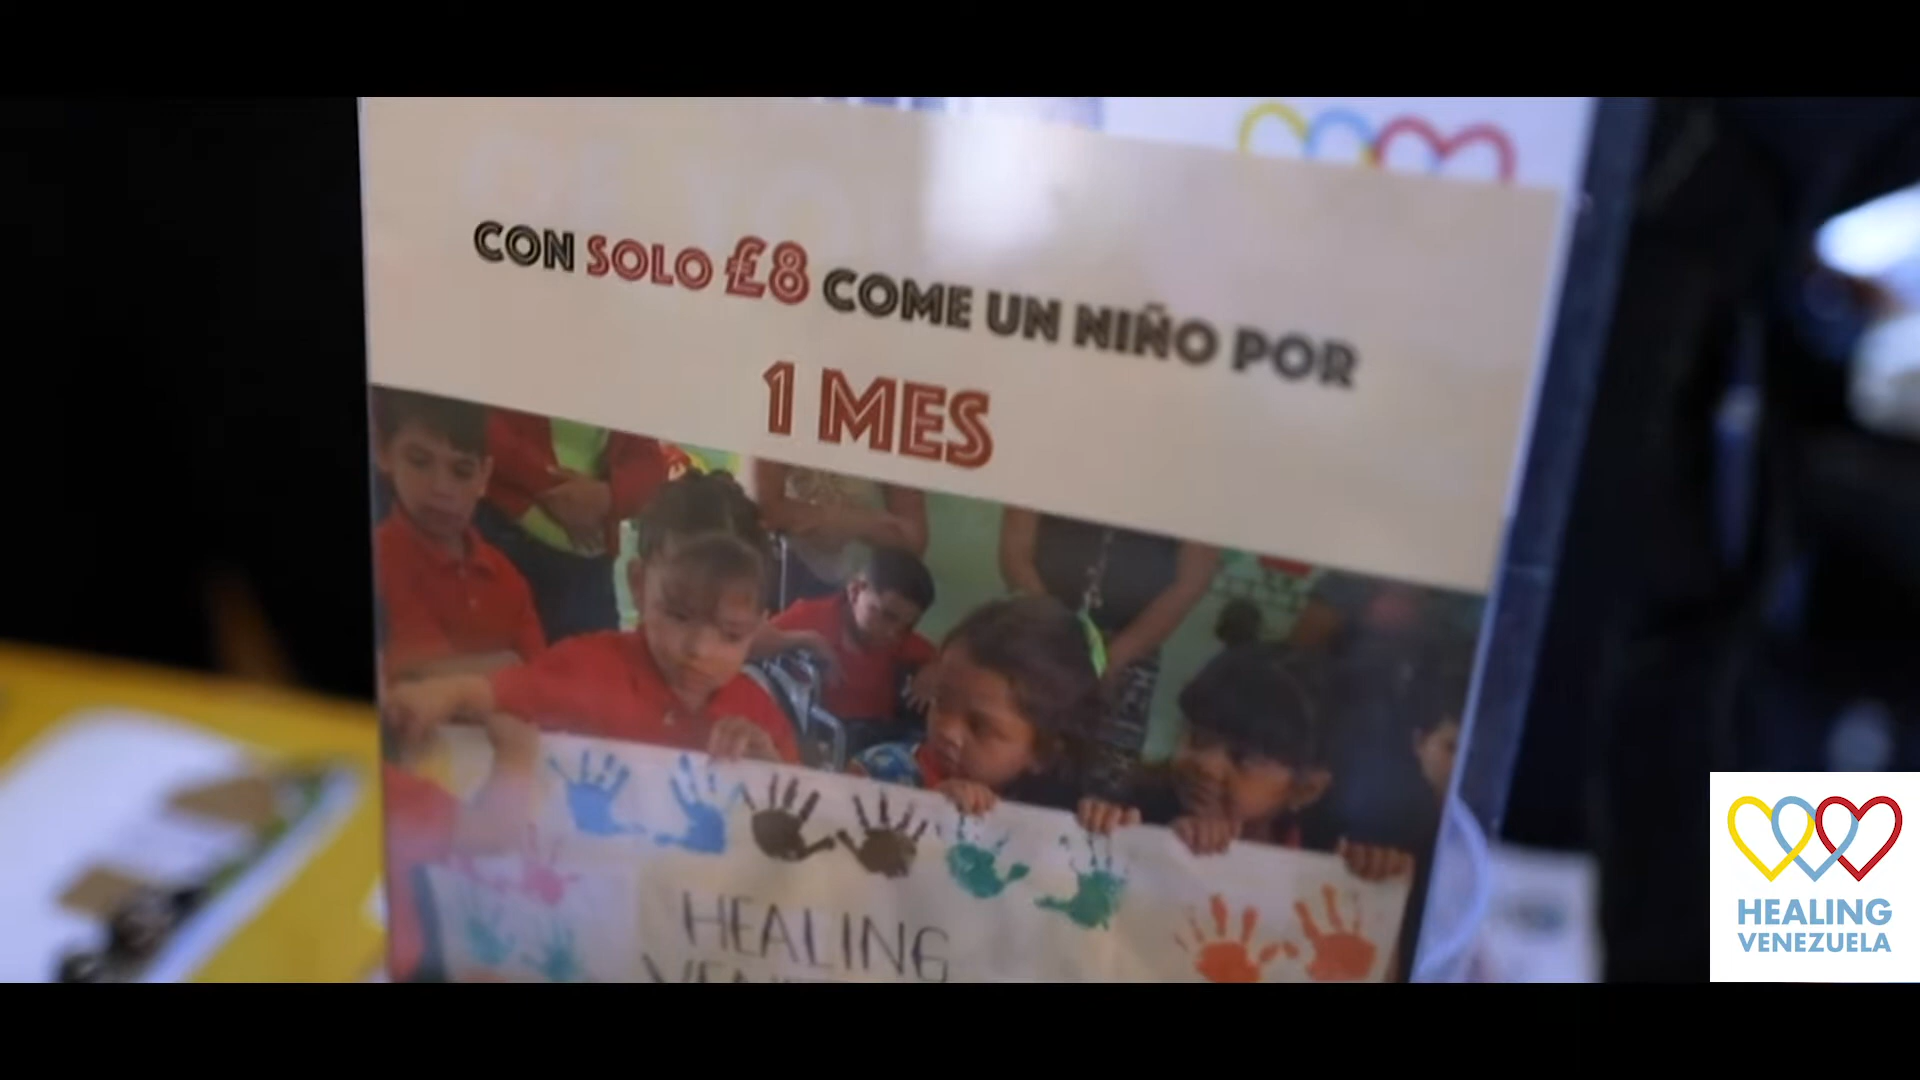 CON SOLO £8 COME UN NIÑO POR
1 MES
HEALING
HEALING
VENEZUELA